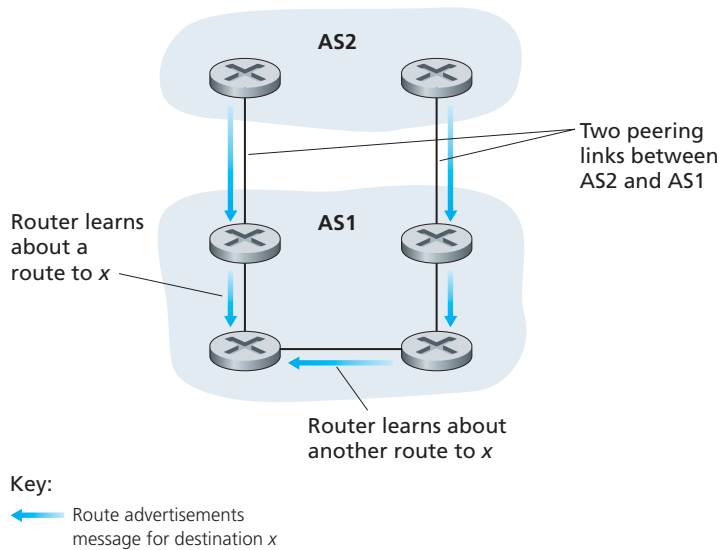 AS2
Two peering
links between
AS2 and AS1
Router learns
about a
route to x
AS1
Router learns about
another route to x
Key:
Route advertisements
message for destination x